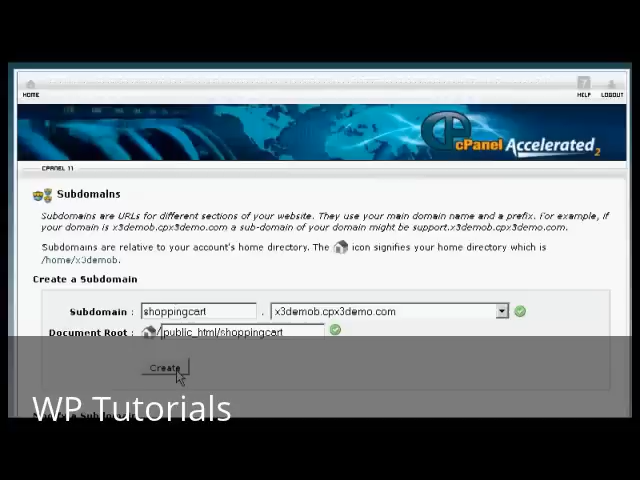 HOME
HELP LOGOUT
cPanel Accelerated2
CPANEL 11
Subdomains
Subdomains are URLs for different sections of your website. They use your main domain name and a prefix. For example, if
your domain is x3demob.cpx3demo.com a sub-domain of your domain might be support.x3demob.cpx3demo.com.
Subdomains are relative to your account's home directory. The icon signifies your home directory which is
/home/x3demob.
Create a Subdomain
Subdomain : shoppingcart . x3demob.cpx3demo.com
Document Root : /public_html/shoppingcart
Create
WP Tutorials